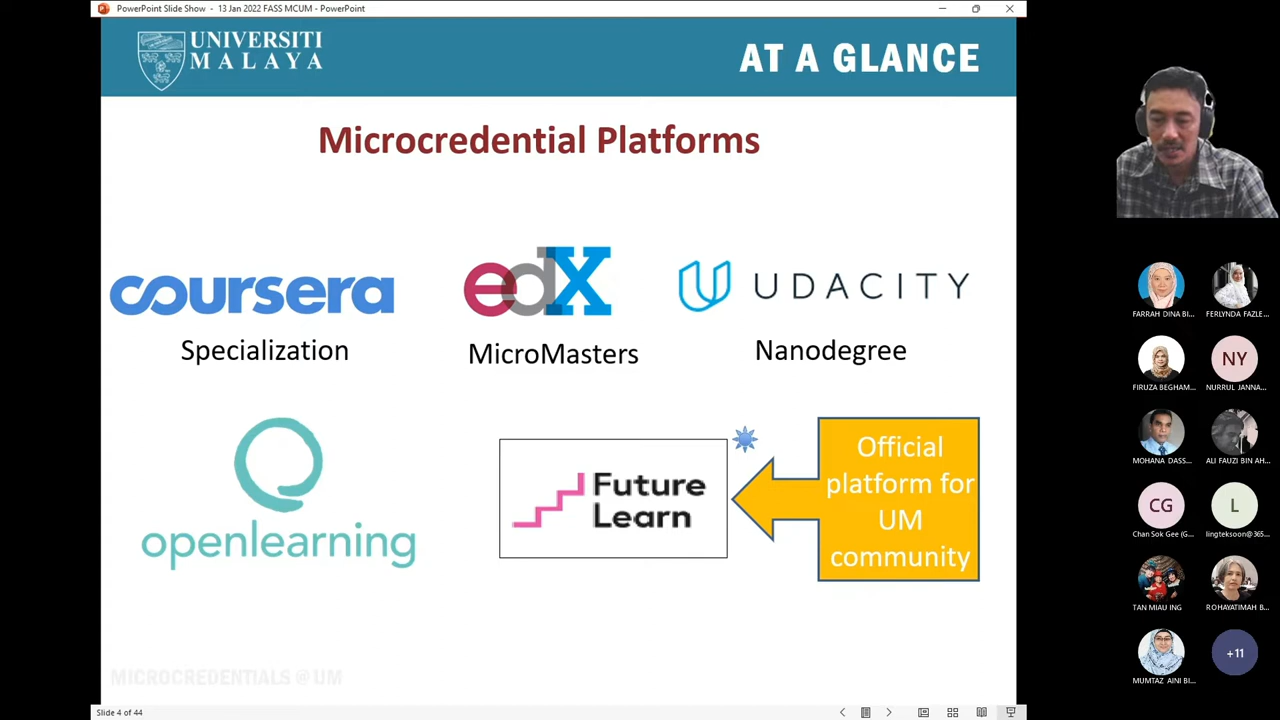 PowerPoint Slide Show - 13 Jan 2022 FASS MCUM - PowerPoint
UNIVERSITI
MALAYA
AT A GLANCE
Microcredential Platforms
coursera
edX
UDACITY
Specialization
MicroMasters
Nanodegree
openlearning
Future
Learn
Official
platform for
UM
community
MICROCREDENTIALS @ UM
Slide 4 of 44
FARRAH DINA BI...
FERLYNDA FAZLE...
FIRUZA BEGHAM...
NY
NURRUL JANNA...
MOHANA DASS...
ALI FAUZI BIN AH...
CG
L
Chan Sok Gee (G...
lingteksoon@365...
TAN MIAU ING
ROHAYATIMAH B...
MUMTAZ AINI BI...
+11